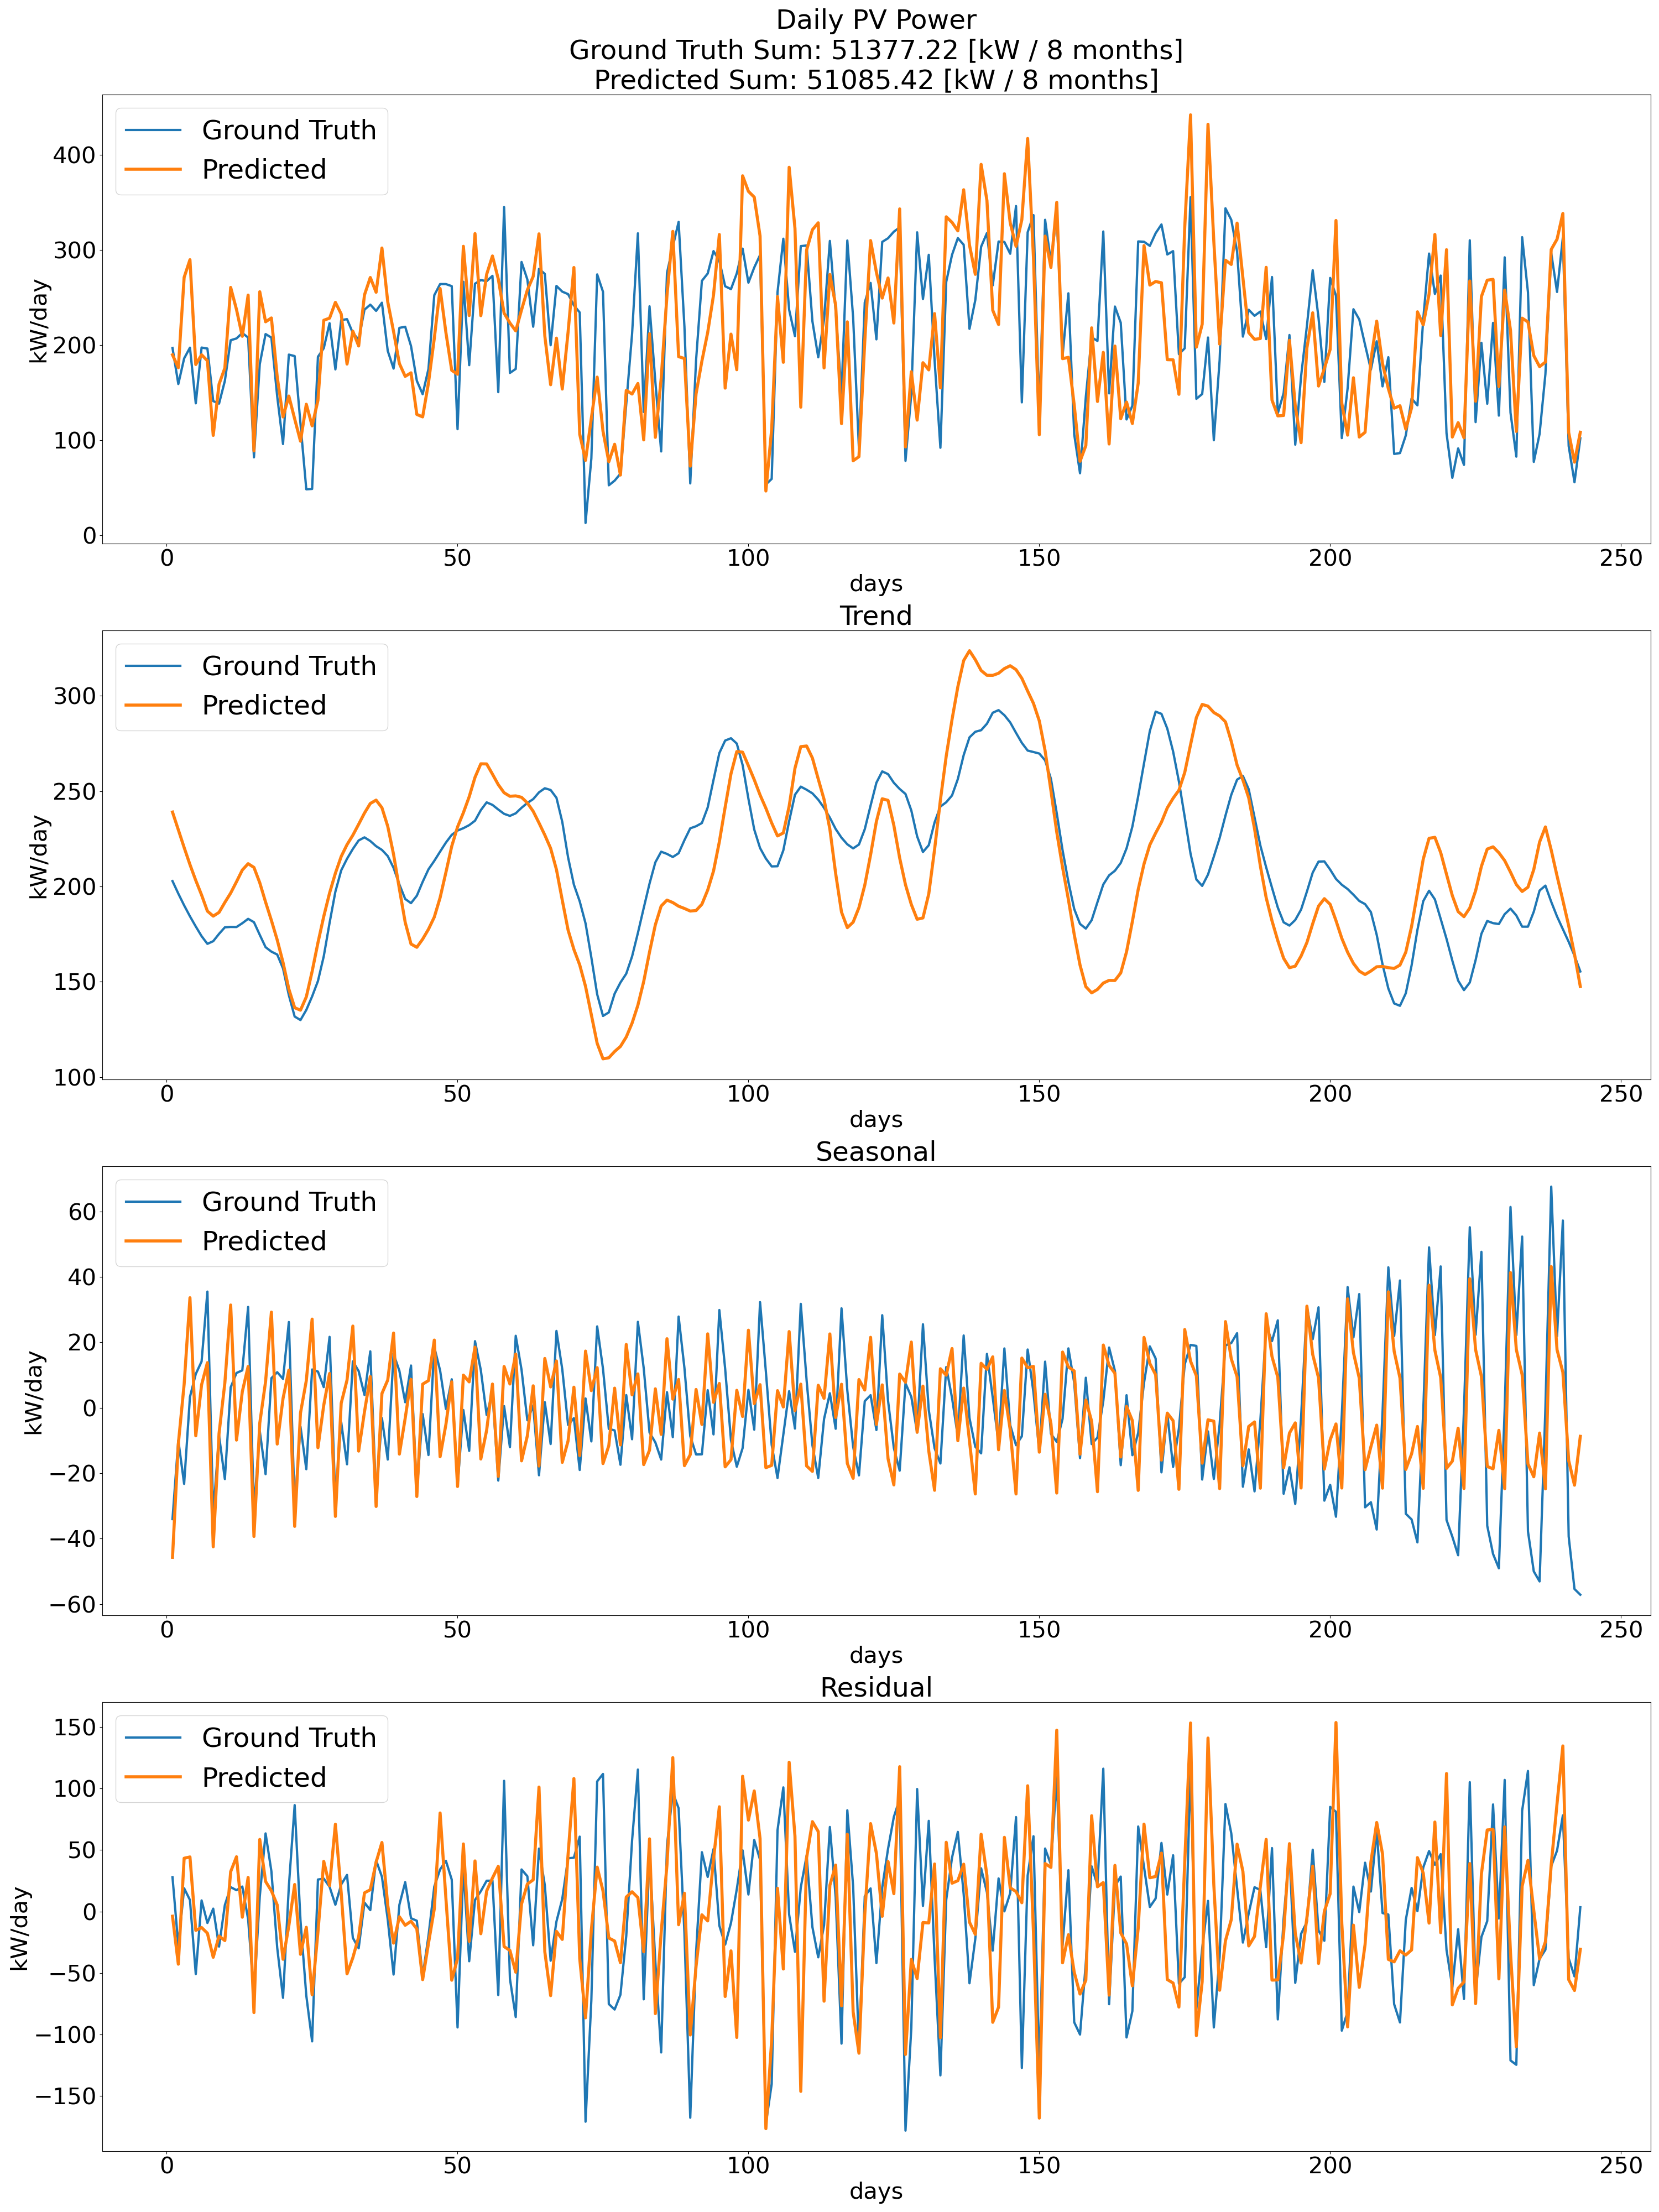 Daily PV Power
Ground Truth Sum: 51377.22 [kW / 8 months]
Predicted Sum: 51085.42 [kW / 8 months]
Ground Truth
Predicted
kW/day
400
300
200
100
0
0 50 100 150 200 250
days
Trend
Ground Truth
Predicted
kW/day
300
250
200
150
100
0 50 100 150 200 250
days
Seasonal
Ground Truth
Predicted
kW/day
60
40
20
0
−20
−40
−60
0 50 100 150 200 250
days
Residual
Ground Truth
Predicted
kW/day
150
100
50
0
−50
−100
−150
0 50 100 150 200 250
days